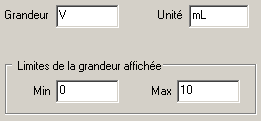 Grandeur V Unité mL
Limites de la grandeur affichée
Min 0 Max 10